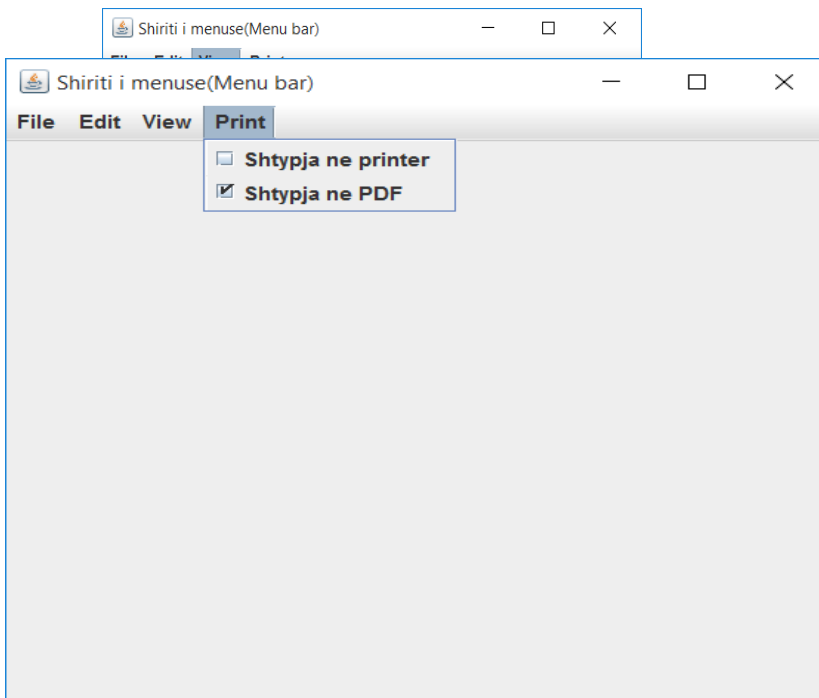 Shiriti i menuse(Menu bar)
Shiriti i menuse(Menu bar)
File Edit View Print
Shtypja ne printer
Shtypja ne PDF